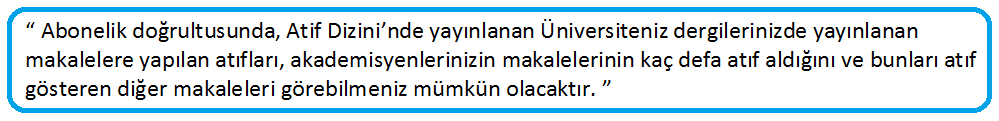 “ Abonelik doğrultusunda, Atif Dizini’nde yayınlanan Üniversiteniz dergilerinizde yayınlanan
makalelere yapılan atıfları, akademisyenlerinizin makalelerinin kaç defa atıf aldığını ve bunları atıf
gösteren diğer makaleleri görebilmeniz mümkün olacaktır. ”